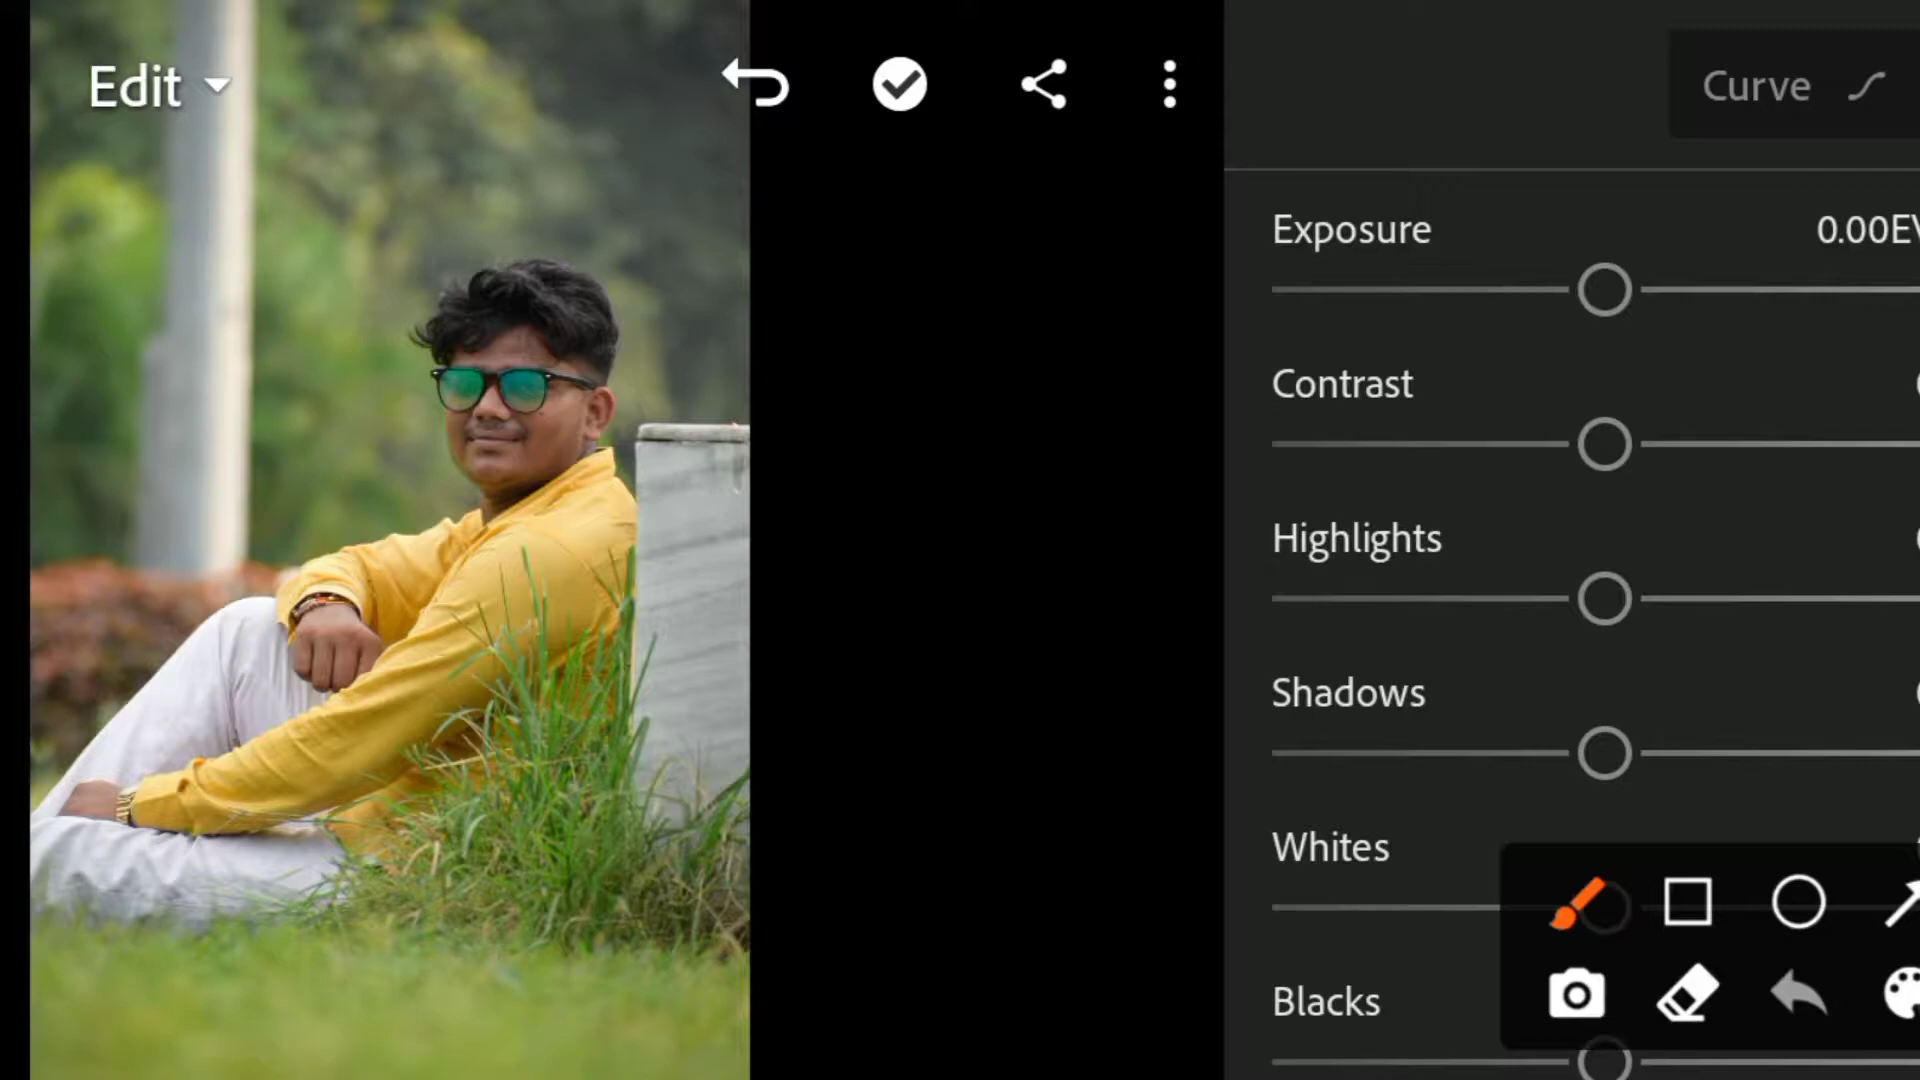 Edit
Curve
Exposure 0.00EV
Contrast
Highlights
Shadows
Whites
Blacks